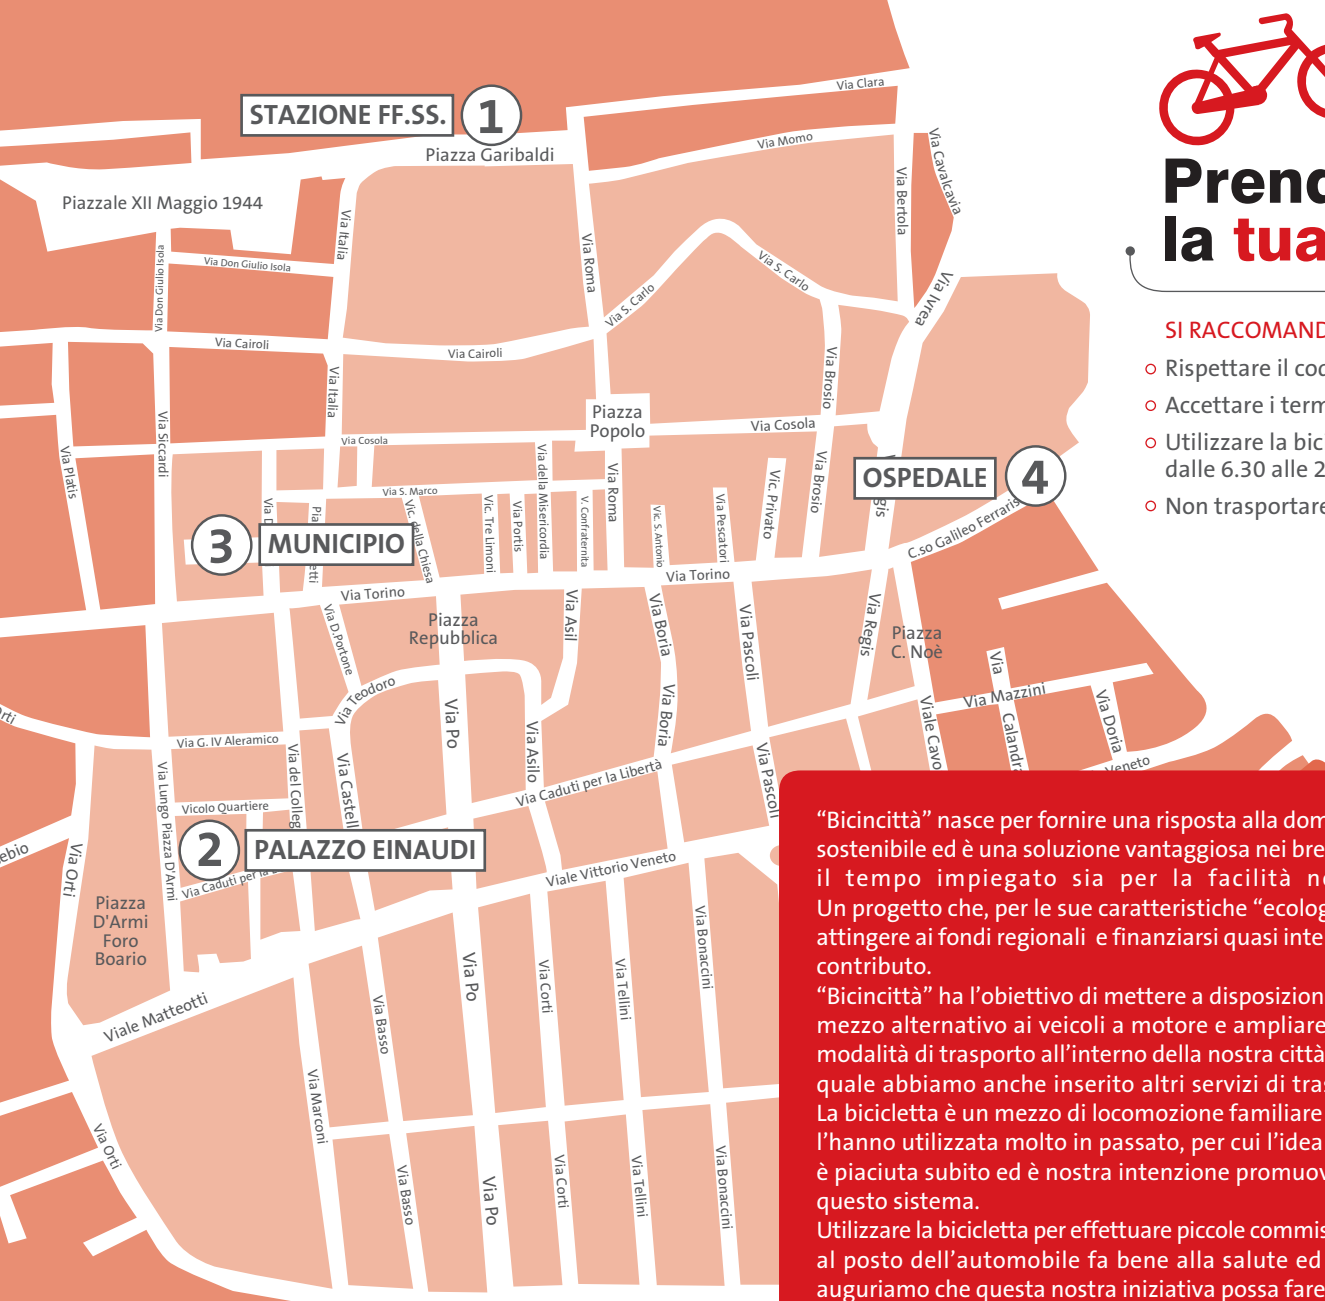 Via Clara
STAZIONE FF.SS.
1
Piazza Garibaldi
Via Momo
Via Cavalcavia
Via Bertola
Piazzale XII Maggio 1944
Via Italia
Via Roma
Via Don Giulio Isola
Via Don Giulio Isola
Via S. Carlo
Via S. Carlo
Via Ivrea
Via Cairoli
Via Cairoli
Via Italia
Via Brosio
Piazza
Popolo
Via Cosola
Via Cosola
Via Siccardi
Via Platis
Via della Misericordia
Via Roma
Via Brosio
Vic. Privato
OSPEDALE
4
Via S. Marco
Vic. della Chiesa
Vic. Tre Limoni
Via Portis
V. Confraternita
Vic. S. Antonio
Via Pescatori
C.so Galileo Ferraris
3
MUNICIPIO
Via Torino
Via Torino
Piazza
Repubblica
Via D.Portone
Via Asil
Via Boria
Via Pascoli
Via Regis
Piazza
C. Noè
Via
Calandra
Via Mazzini
Via Doria
Viale Cavo
Veneto
Via Teodoro
Via Po
Via Asilo
Via Boria
Via Pascoli
Via G. IV Aleramico
Via del Colleg
Via Castell
Via Caduti per la Libertà
Vicolo Quartiere
Via Lungo Piazza D'Armi
2
PALAZZO EINAUDI
Via Caduti per la
Via Orti
ebio
rti
Piazza
D'Armi
Foro
Boario
Viale Vittorio Veneto
Viale Matteotti
Via Bonaccini
Via Po
Via Corti
Via Tellini
Via Basso
Via Marconi
Via Orti
Via Basso
Via Po
Via Corti
Via Tellini
Via Bonaccini
Prend
la tua
SI RACCOMAND
Rispettare il cod
Accettare i term
Utilizzare la bic
dalle 6.30 alle 2
Non trasportare
“Bicincittà” nasce per fornire una risposta alla dom
sostenibile ed è una soluzione vantaggiosa nei bre
il tempo impiegato sia per la facilità ne
Un progetto che, per le sue caratteristiche “ecolog
attingere ai fondi regionali e finanziarsi quasi inte
contributo.
“Bicincittà” ha l’obiettivo di mettere a disposizion
mezzo alternativo ai veicoli a motore e ampliare
modalità di trasporto all’interno della nostra città
quale abbiamo anche inserito altri servizi di tras
La bicicletta è un mezzo di locomozione familiare
l’hanno utilizzata molto in passato, per cui l’idea
è piaciuta subito ed è nostra intenzione promuov
questo sistema.
Utilizzare la bicicletta per effettuare piccole commis
al posto dell’automobile fa bene alla salute ed
auguriamo che questa nostra iniziativa possa fare